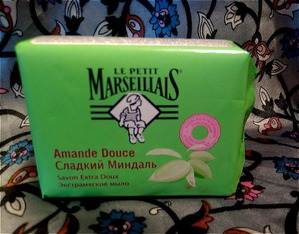 LE PETIT
MARSEILLAIS
Amande Douce
Сладкий Миндаль
Savon Extra Doux
Экстрамягкое мыло